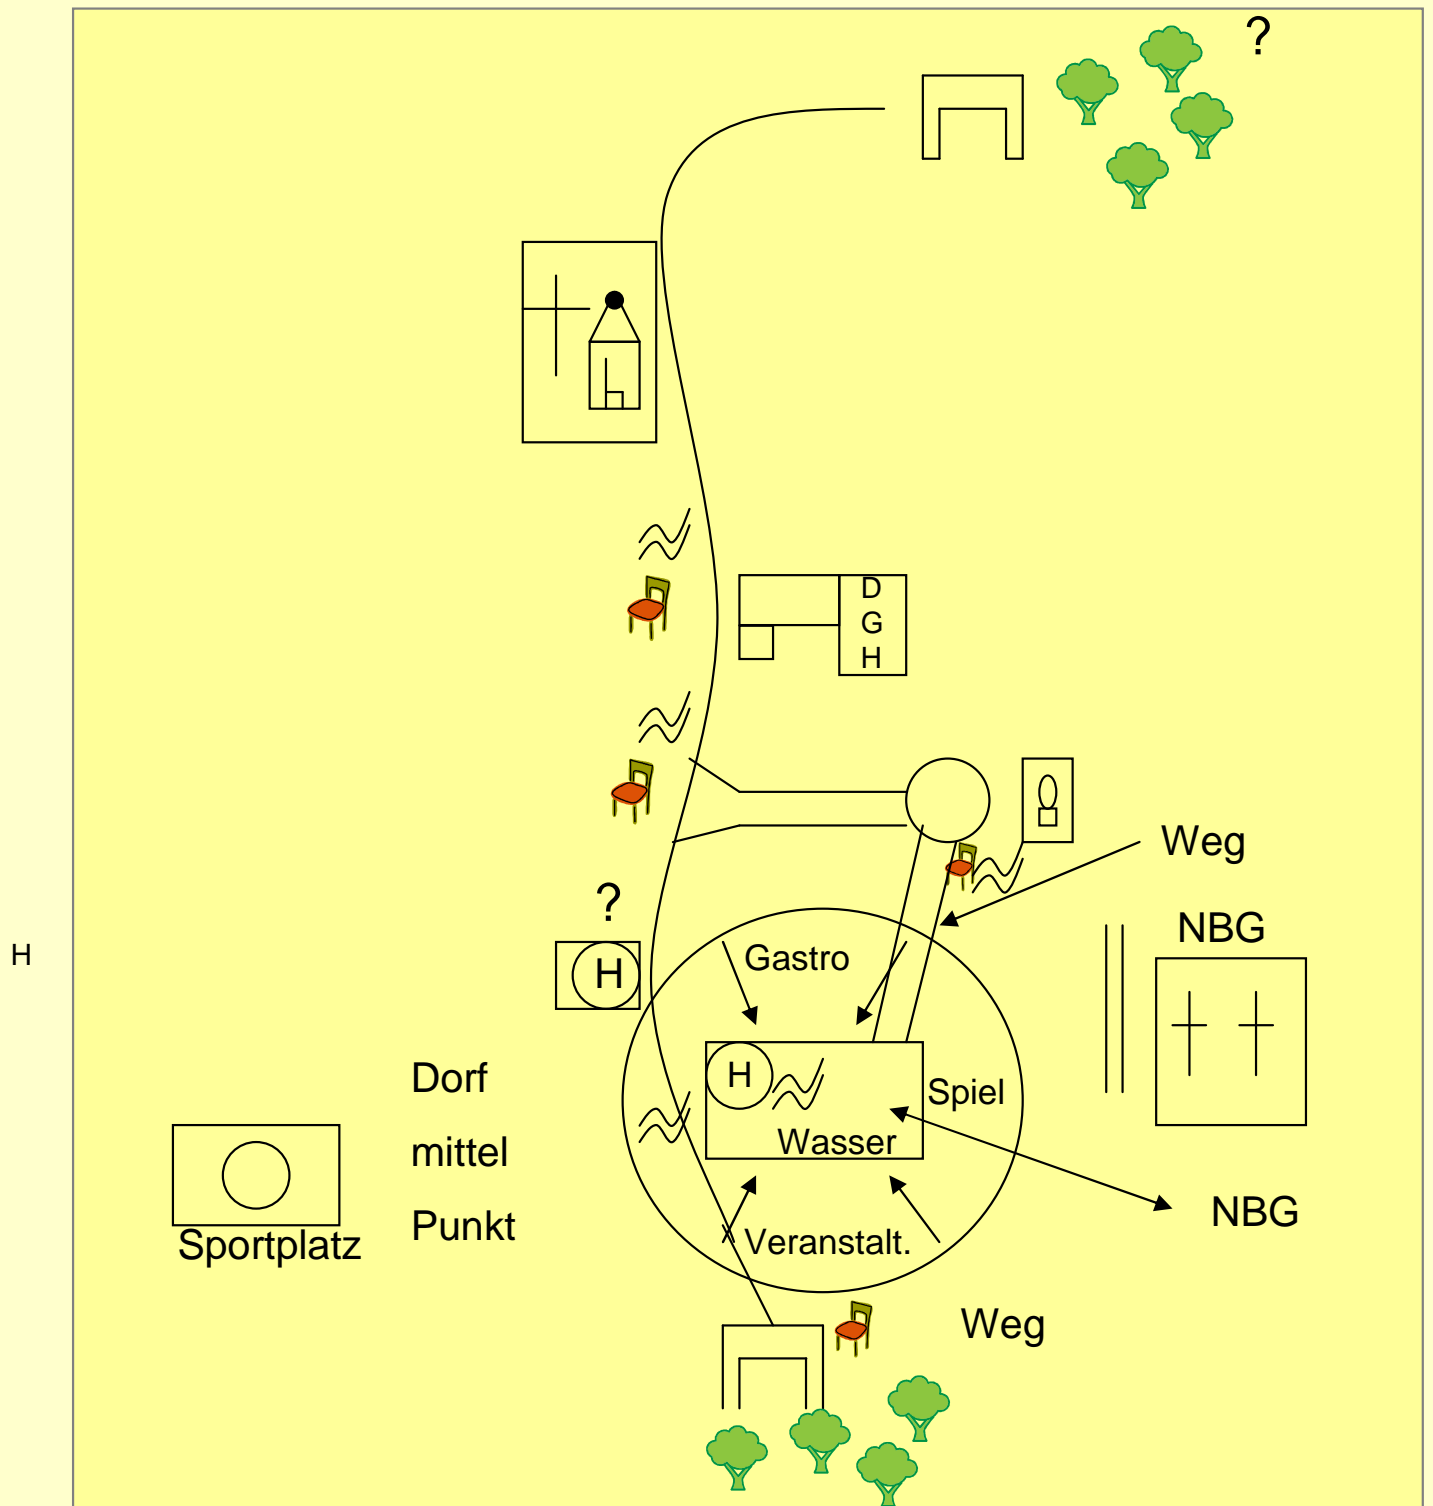 ?
D
G
H
Weg
?
NBG
H
H
Gastro
Dorf
H
Spiel
mittel
Wasser
Punkt
NBG
Sportplatz
Veranstalt.
Weg